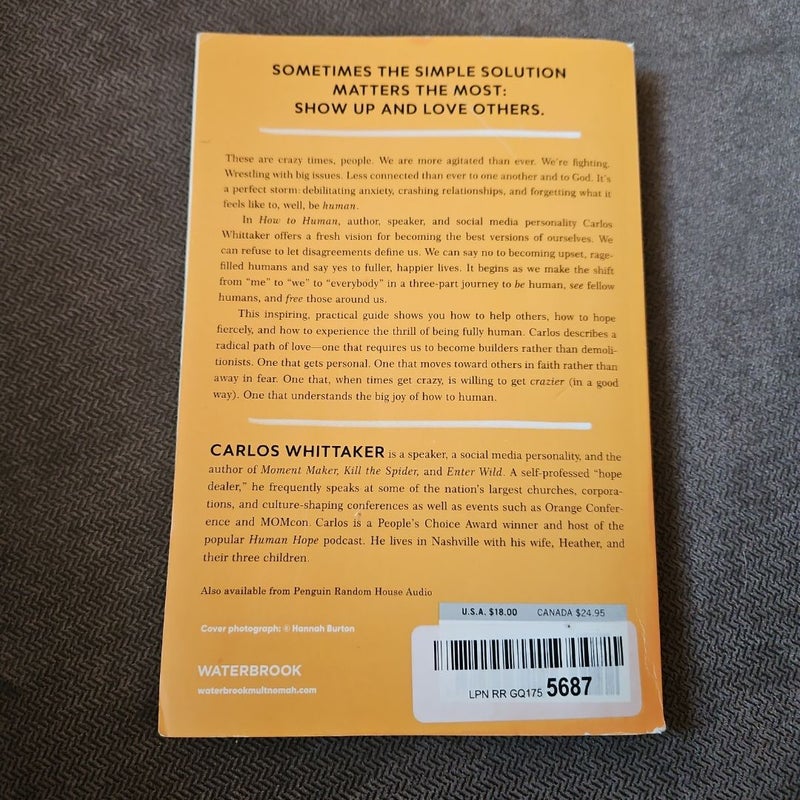 SOMETIMES THE SIMPLE SOLUTION
MATTERS THE MOST:
SHOW UP AND LOVE OTHERS.
These are crazy times, people. We are more agitated than ever. We're fighting.
Wrestling with big issues. Less connected than ever to one another and to God. It's
a perfect storm: debilitating anxiety, crashing relationships, and forgetting what it
feels like to, well, be human.
In How to Human, author, speaker, and social media personality Carlos
Whittaker offers a fresh vision for becoming the best versions of ourselves. We
can refuse to let disagreements define us. We can say no to becoming upset, rage-
filled humans and say yes to fuller, happier lives. It begins as we make the shift
from "me" to "we" to "everybody" in a three-part journey to be human, see fellow
humans, and free those around us.
This inspiring, practical guide shows you how to help others, how to hope
fiercely, and how to experience the thrill of being fully human. Carlos describes a
radical path of love—one that requires us to become builders rather than demoli-
tionists. One that gets personal. One that moves toward others in faith rather than
away in fear. One that, when times get crazy, is willing to get crazier (in a good
way). One that understands the big joy of how to human.
CARLOS WHITTAKER is a speaker, a social media personality, and the
author of Moment Maker, Kill the Spider, and Enter Wild. A self-professed "hope
dealer," he frequently speaks at some of the nation's largest churches, corpora-
tions, and culture-shaping conferences as well as events such as Orange Confer-
ence and MOMcon. Carlos is a People's Choice Award winner and host of the
popular Human Hope podcast. He lives in Nashville with his wife, Heather, and
their three children.
Also available from Penguin Random House Audio
U.S.A. $18.00 CANADA $24.95
Cover photograph: © Hannah Burton
WATERBROOK
waterbrookmultnomah.com
LPN RR GQ175 5687